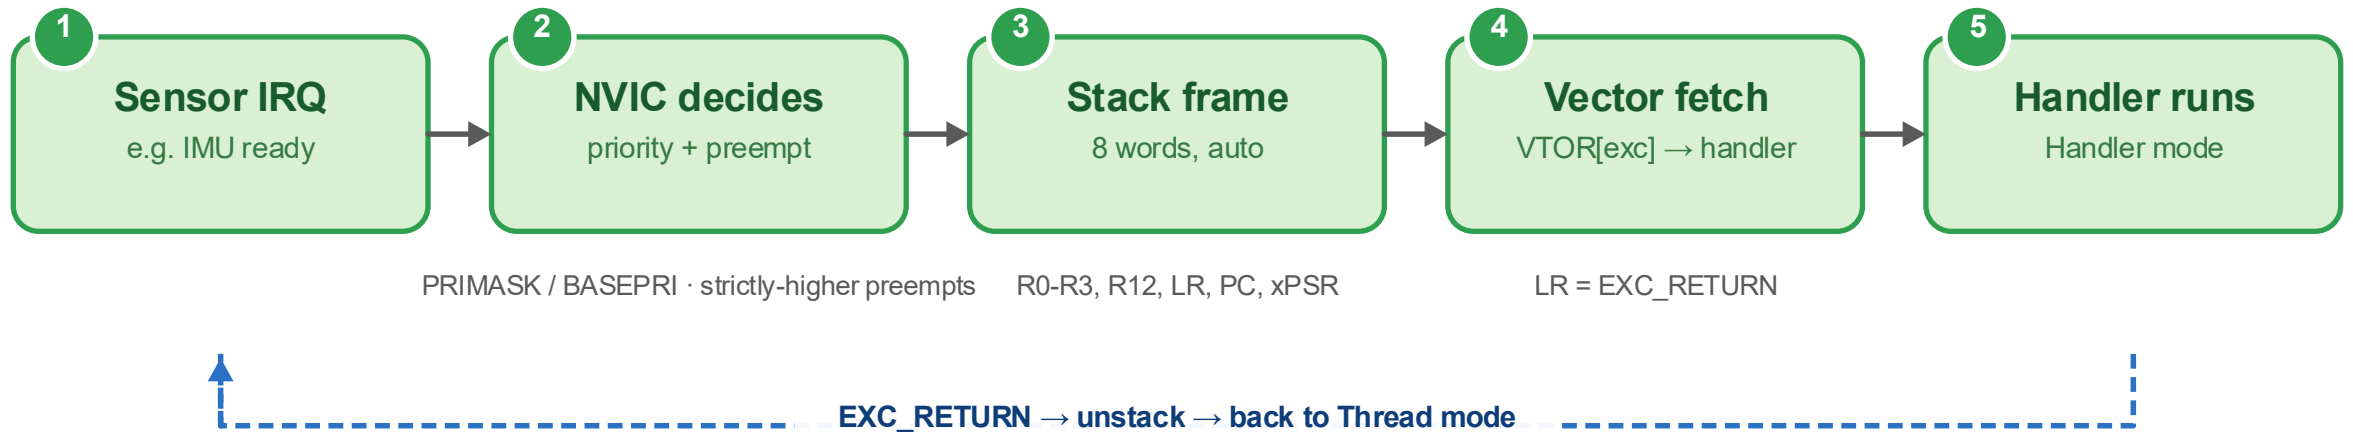 1
Sensor IRQ
e.g. IMU ready
2
NVIC decides
priority + preempt
3
Stack frame
8 words, auto
4
Vector fetch
VTOR[exc] → handler
5
Handler runs
Handler mode
PRIMASK / BASEPRI · strictly-higher preempts
R0-R3, R12, LR, PC, xPSR
LR = EXC_RETURN
EXC_RETURN → unstack → back to Thread mode